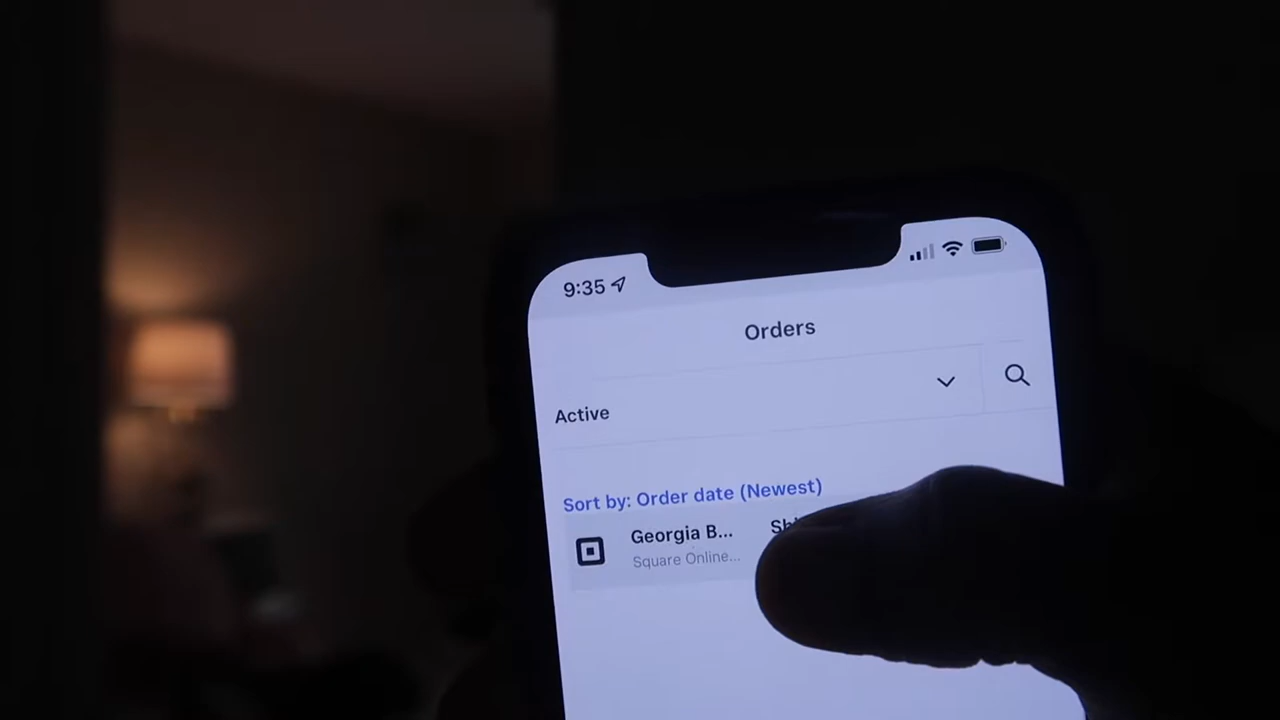 9:35
Orders
Active
Sort by: Order date (Newest)
Georgia B...
Square Online...